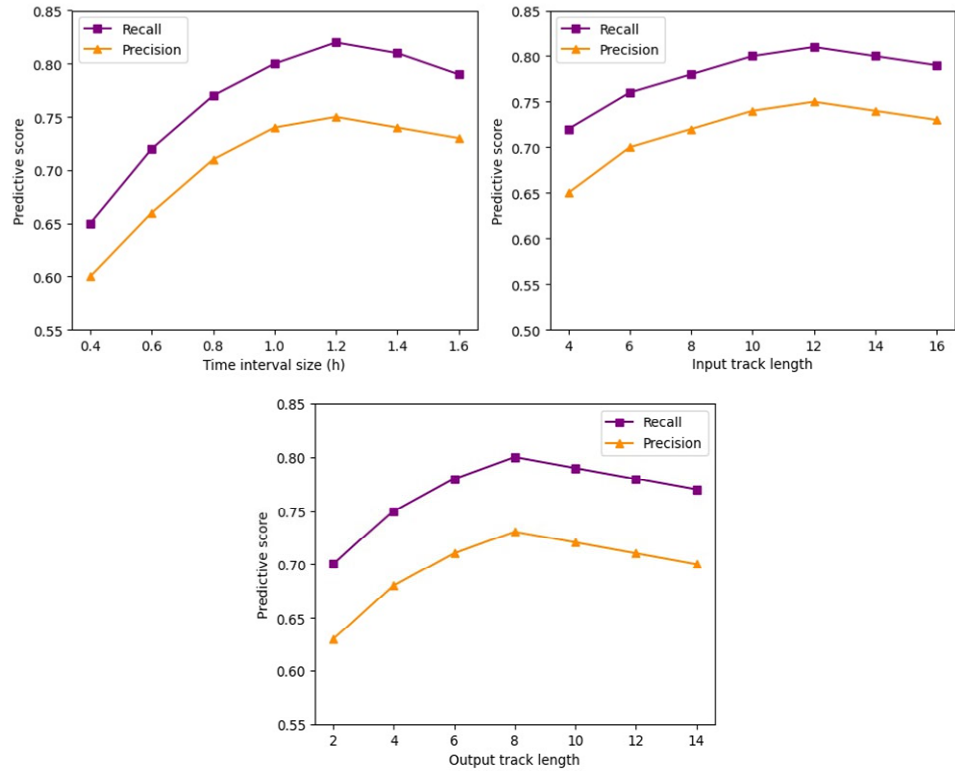 0.85
0.80
0.75
0.70
0.65
0.60
0.55
Predictive score
Recall
Precision
0.4 0.6 0.8 1.0 1.2 1.4 1.6
Time interval size (h)
0.85
0.80
0.75
0.70
0.65
0.60
0.55
0.50
Predictive score
Recall
Precision
4 6 8 10 12 14 16
Input track length
0.85
0.80
0.75
0.70
0.65
0.60
0.55
Predictive score
Recall
Precision
2 4 6 8 10 12 14
Output track length